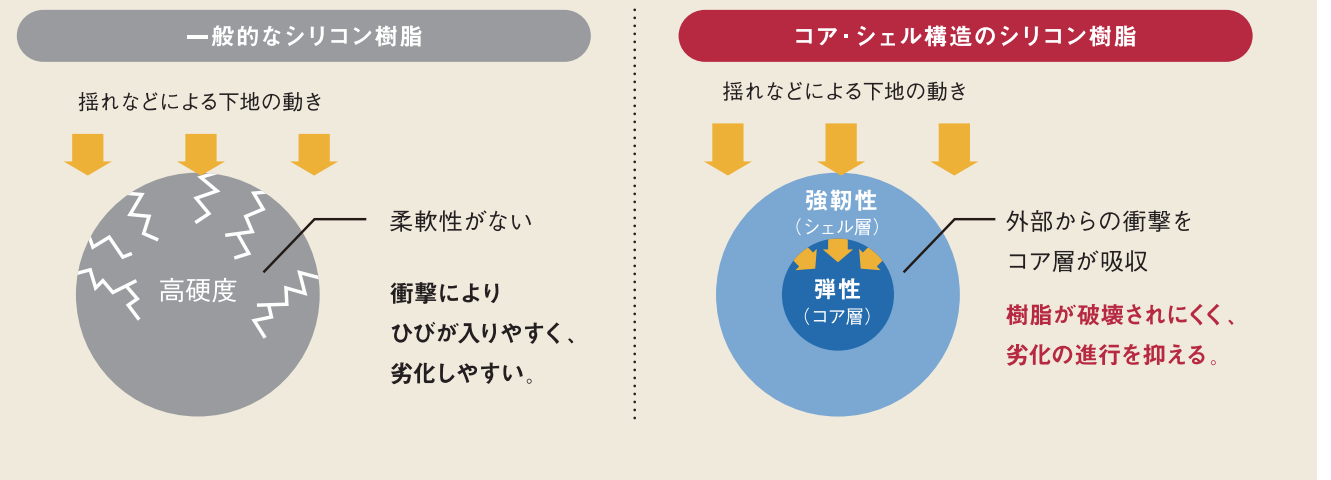 一般的なシリコン樹脂
揺れなどによる下地の動き
高硬度
柔軟性がない
衝撃により
ひびが入りやすく、
劣化しやすい。
コア・シェル構造のシリコン樹脂
揺れなどによる下地の動き
強靭性
（シェル層）
弾性
（コア層）
外部からの衝撃を
コア層が吸収
樹脂が破壊されにくく、
劣化の進行を抑える。